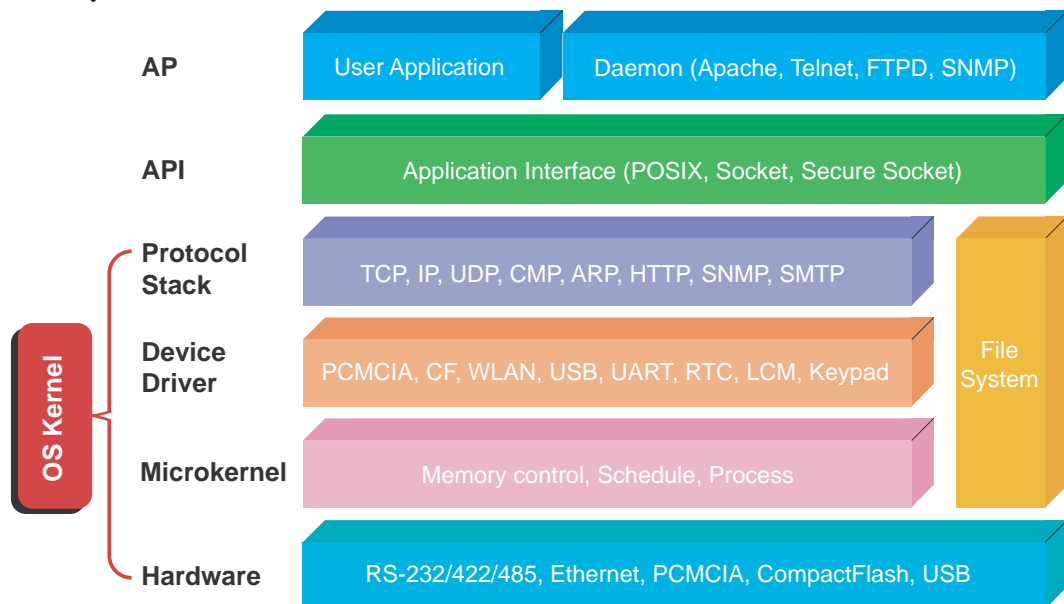 AP
User Application
Daemon (Apache, Telnet, FTPD, SNMP)
API
Application Interface (POSIX, Socket, Secure Socket)
Protocol
Stack
TCP, IP, UDP, CMP, ARP, HTTP, SNMP, SMTP
Device
Driver
PCMCIA, CF, WLAN, USB, UART, RTC, LCM, Keypad
File
System
OS Kernel
Microkernel
Memory control, Schedule, Process
Hardware
RS-232/422/485, Ethernet, PCMCIA, CompactFlash, USB